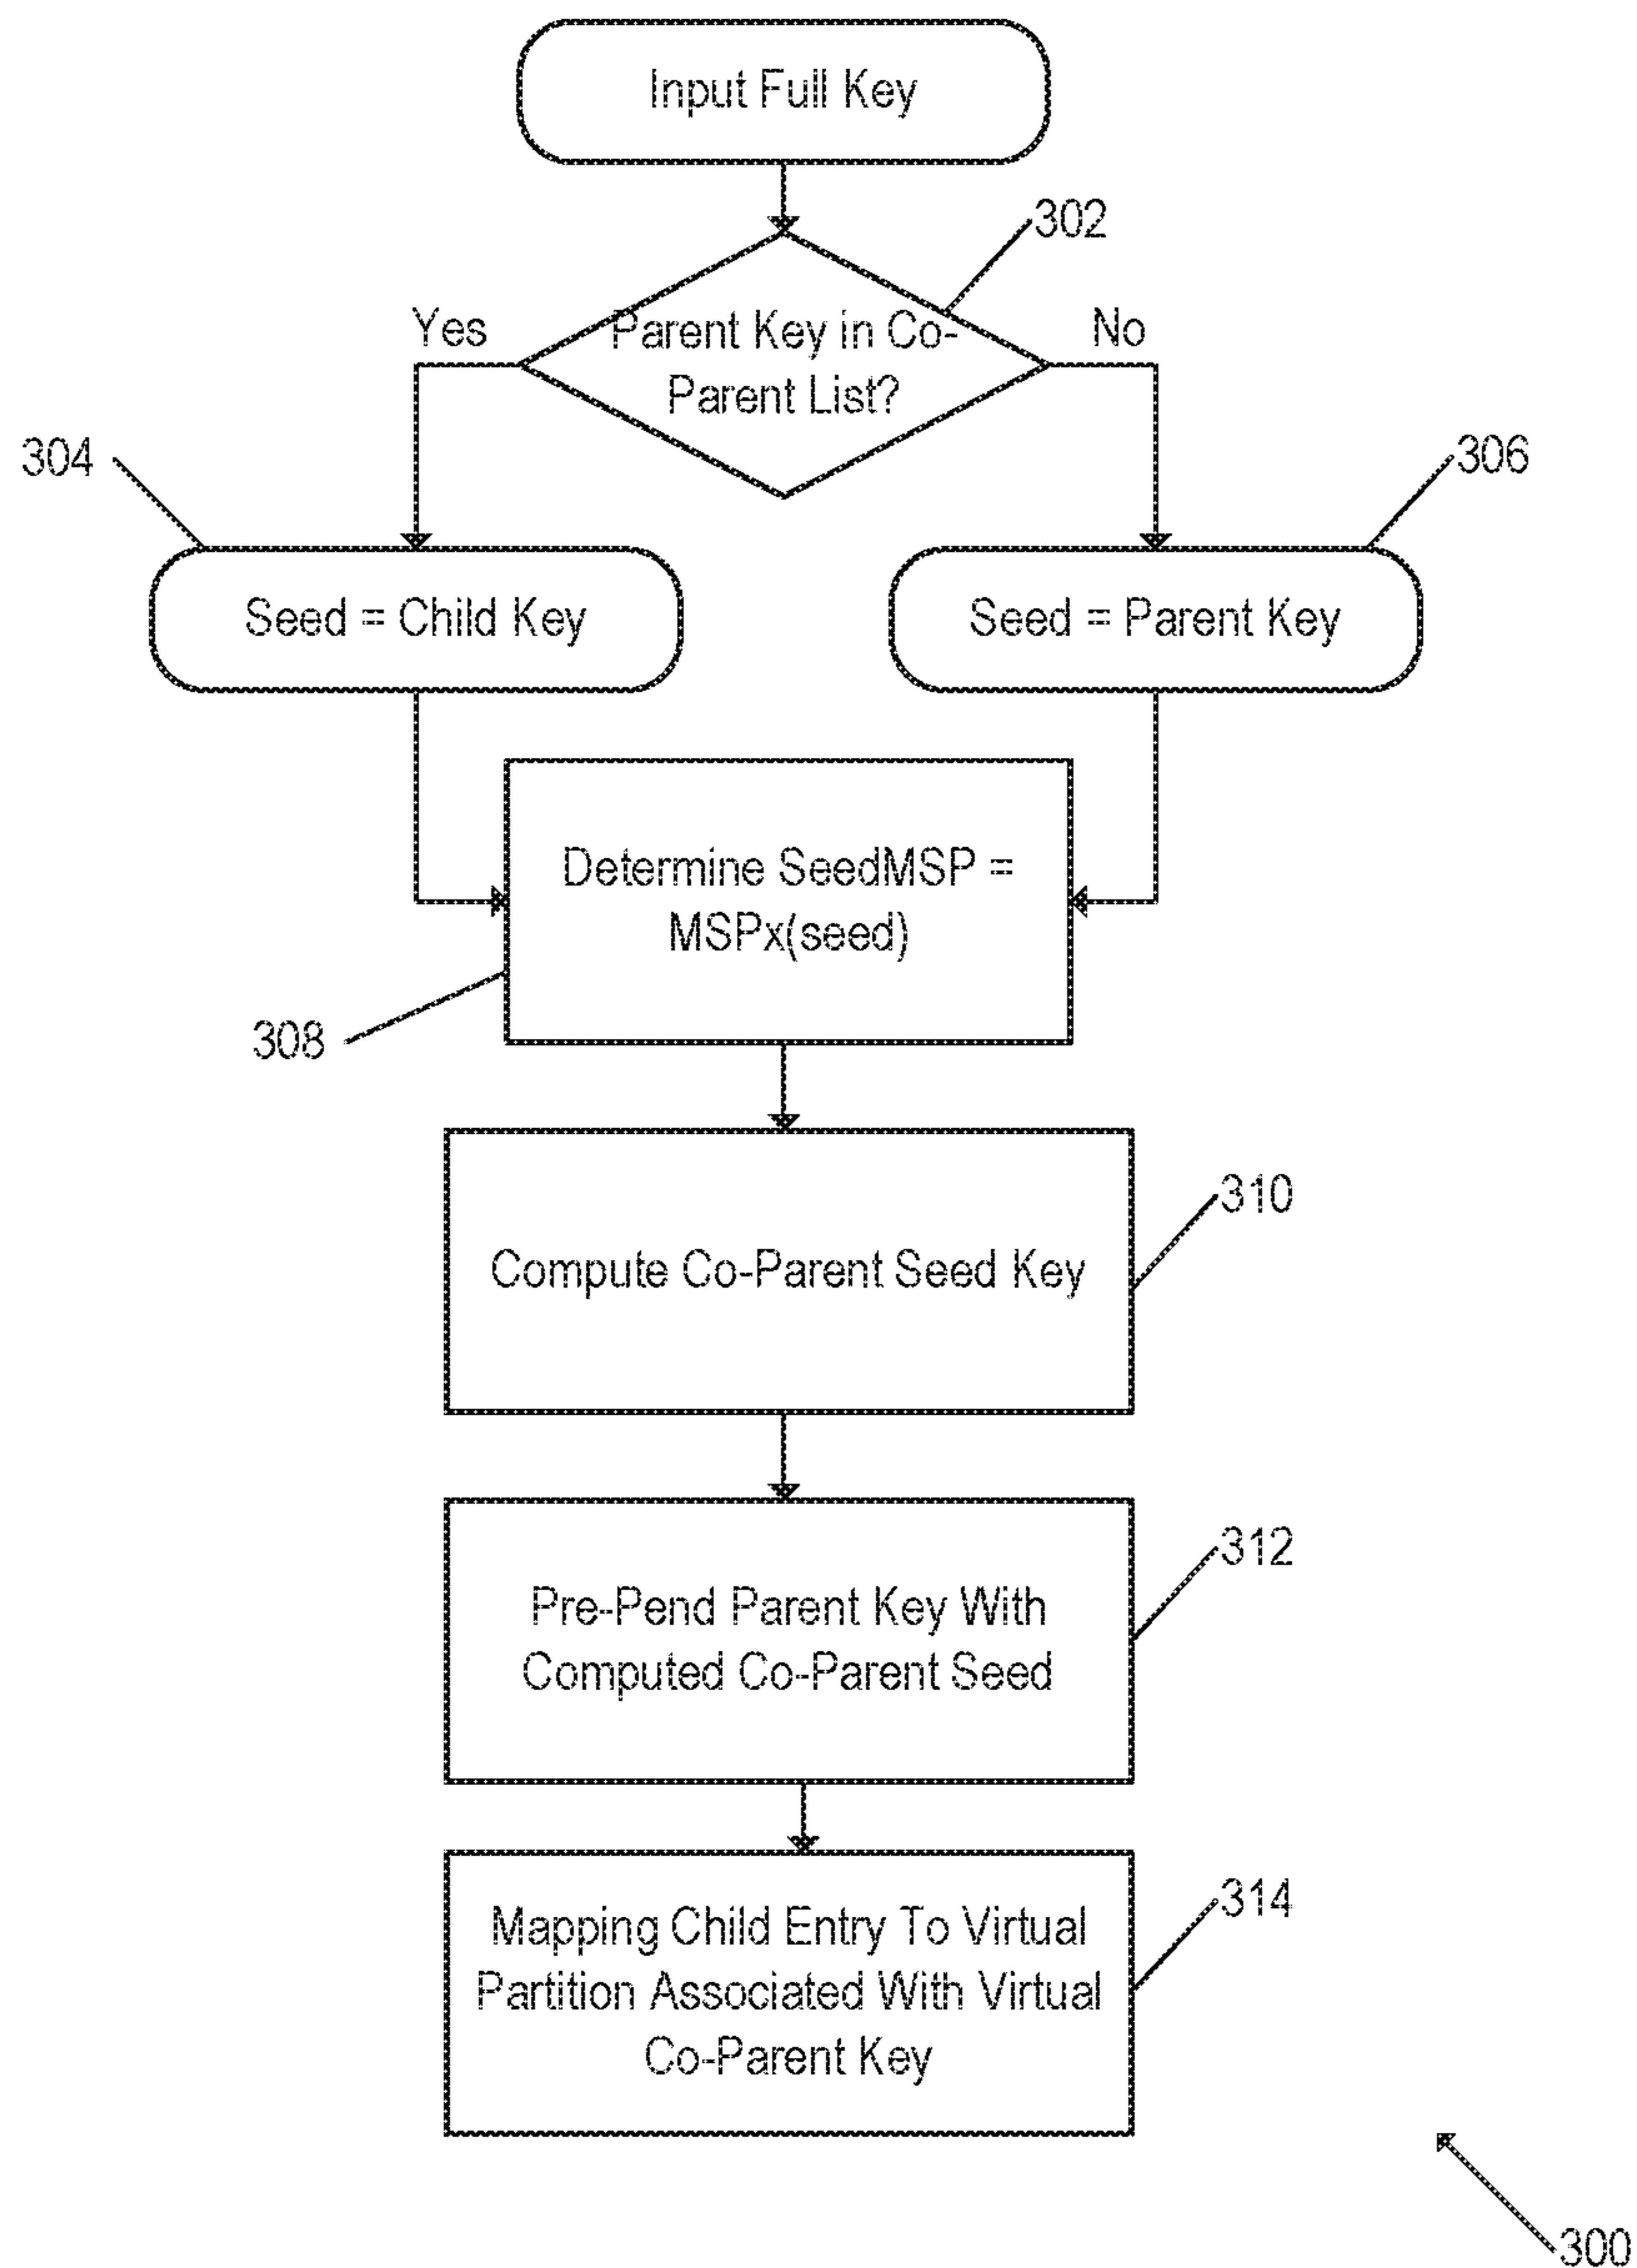 Input Full Key
302
Yes
Parent Key in Co-
Parent List?
No
304
306
Seed = Child Key
Seed = Parent Key
Determine SeedMSP =
MSPx(seed)
308
310
Compute Co-Parent Seed Key
312
Pre-Pend Parent Key With
Computed Co-Parent Seed
314
Mapping Child Entry To Virtual
Partition Associated With Virtual
Co-Parent Key
300